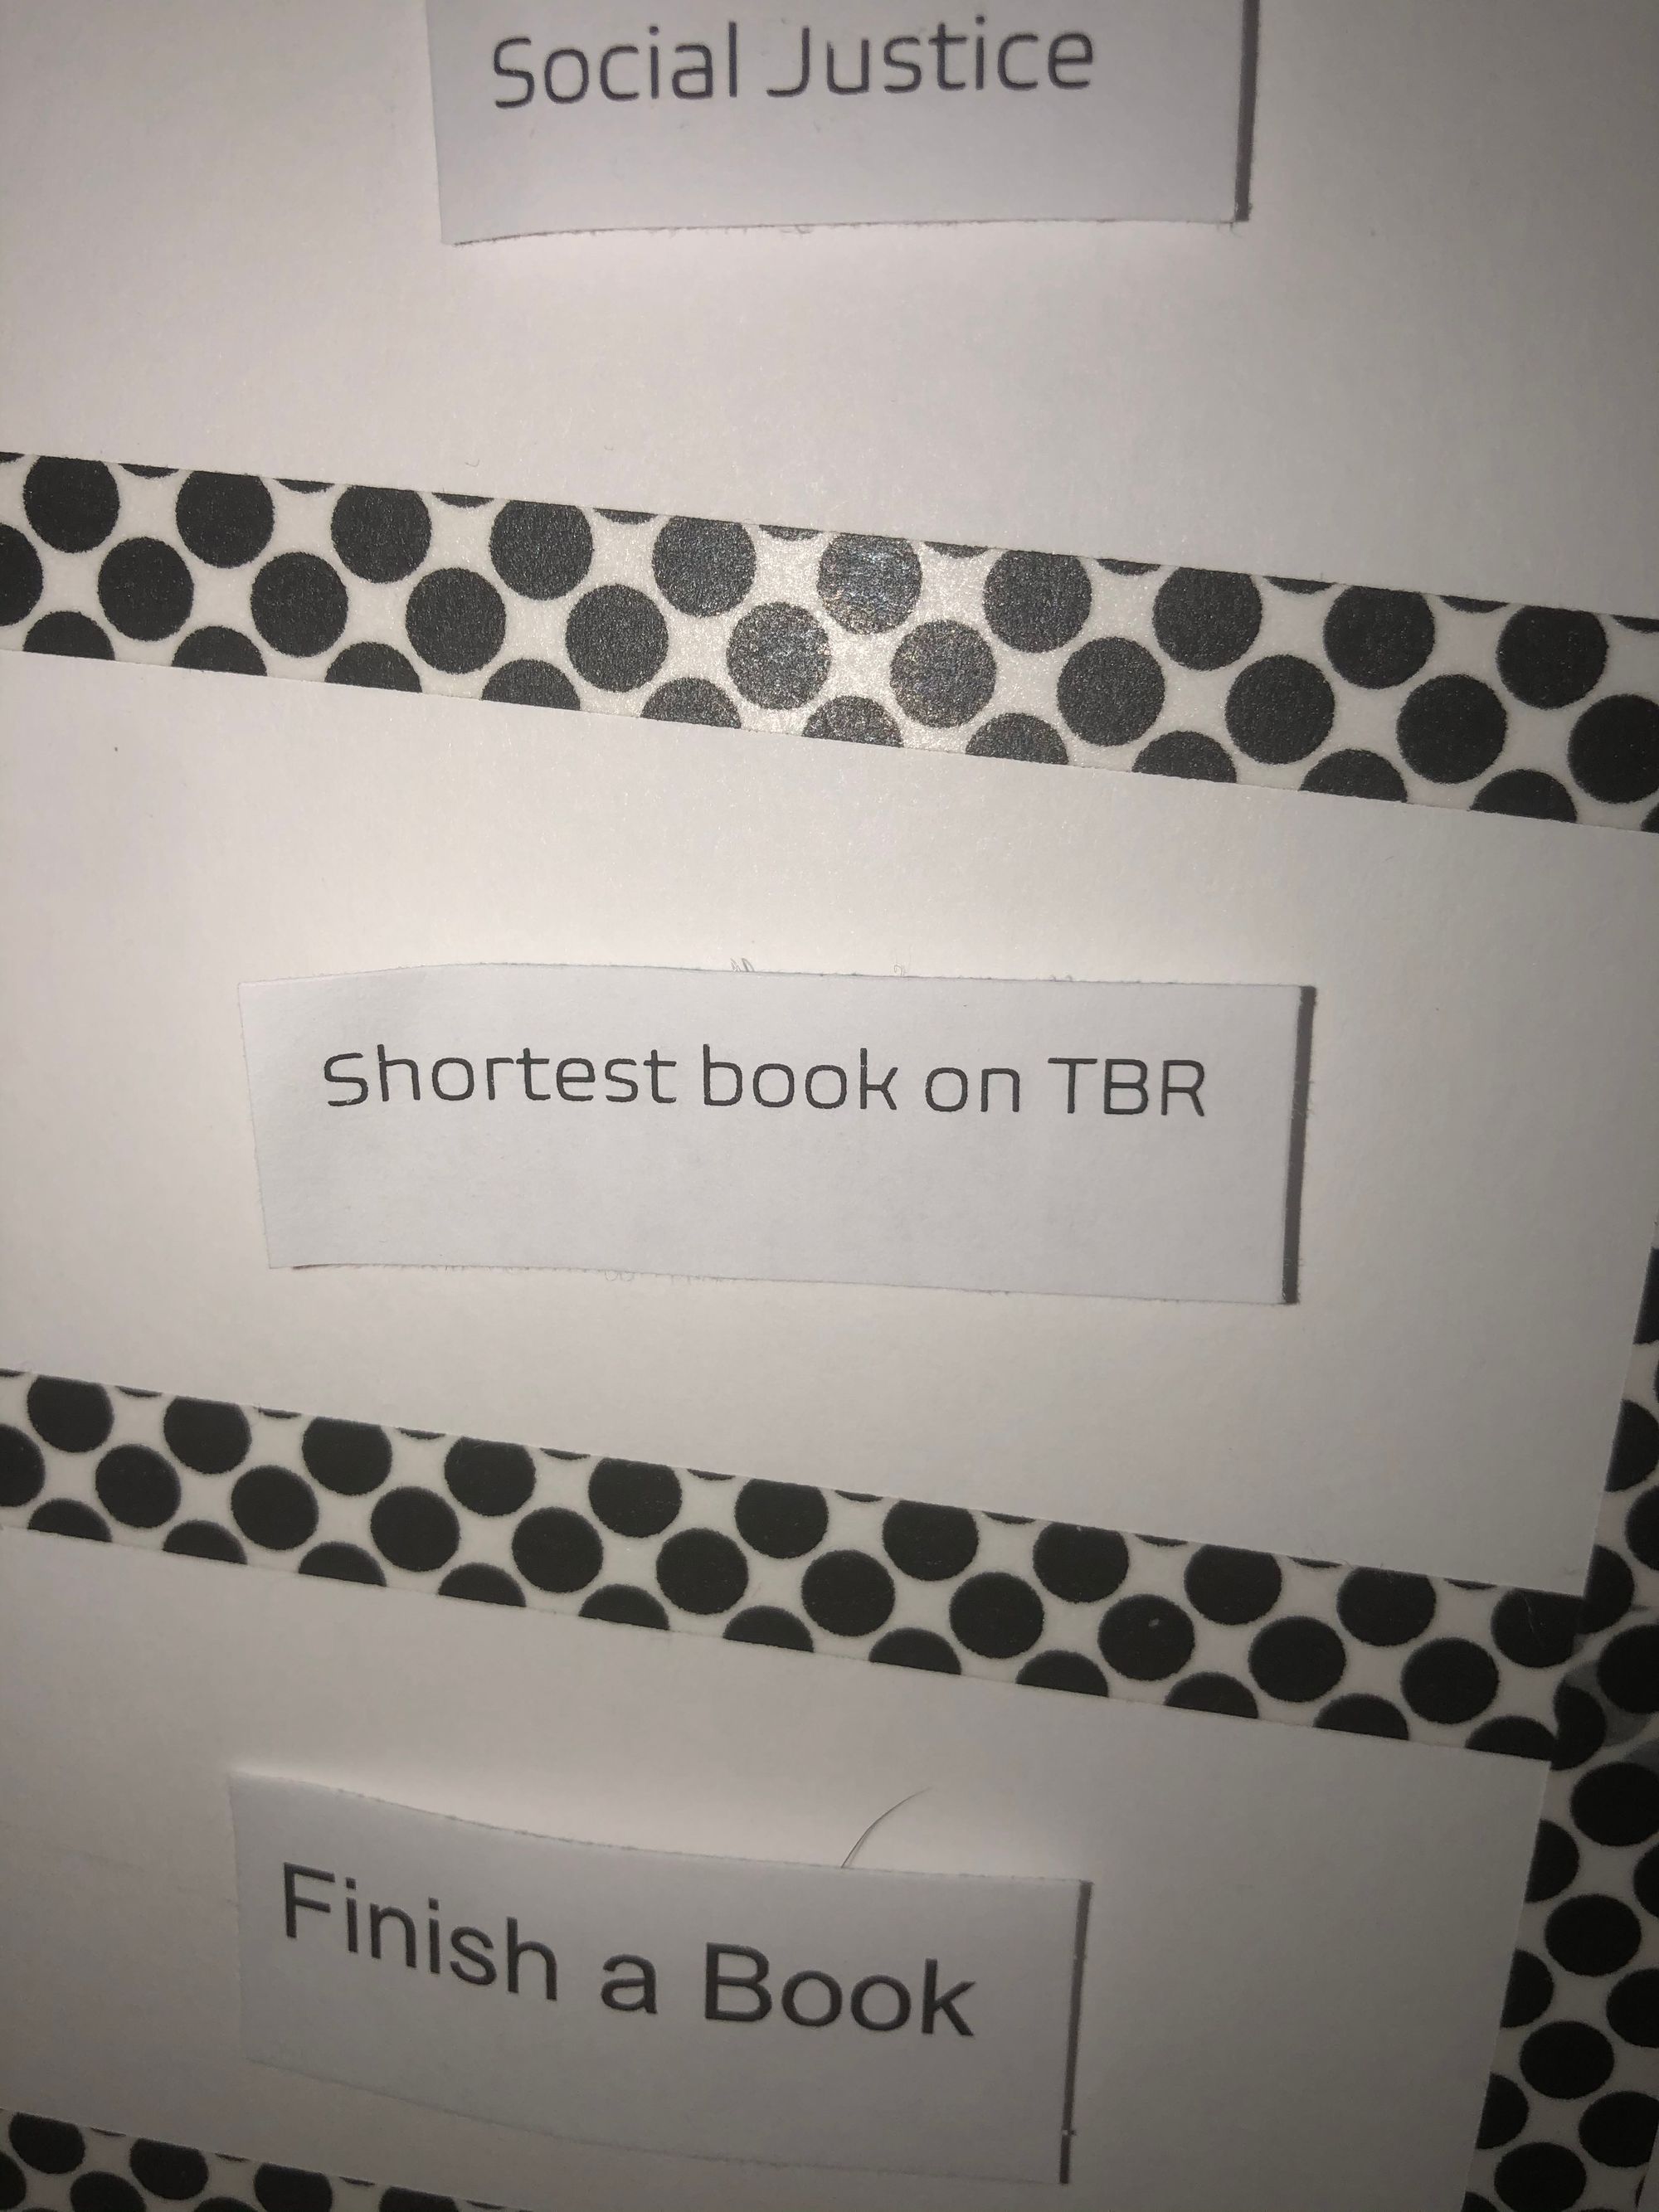 Social Justice
Shortest book on TBR
Finish a Book